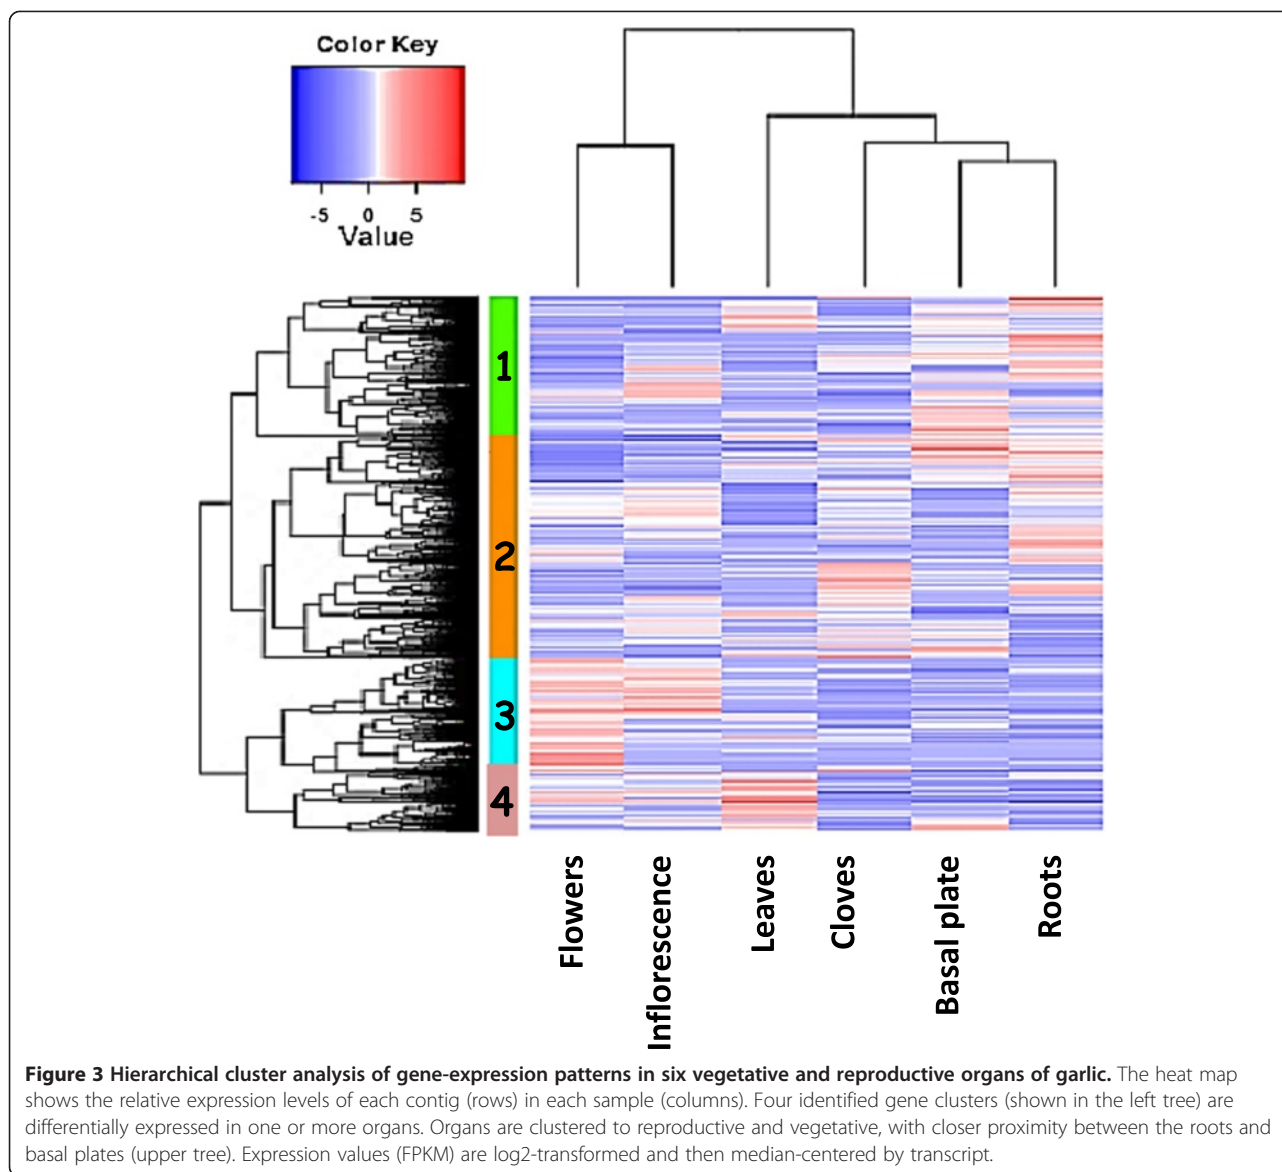 Color Key
-5 0 5
Value
1
2
3
4
Flowers
Inflorescence
Leaves
Cloves
Basal plate
Roots
Figure 3 Hierarchical cluster analysis of gene-expression patterns in six vegetative and reproductive organs of garlic. The heat map
shows the relative expression levels of each contig (rows) in each sample (columns). Four identified gene clusters (shown in the left tree) are
differentially expressed in one or more organs. Organs are clustered to reproductive and vegetative, with closer proximity between the roots and
basal plates (upper tree). Expression values (FPKM) are log2-transformed and then median-centered by transcript.